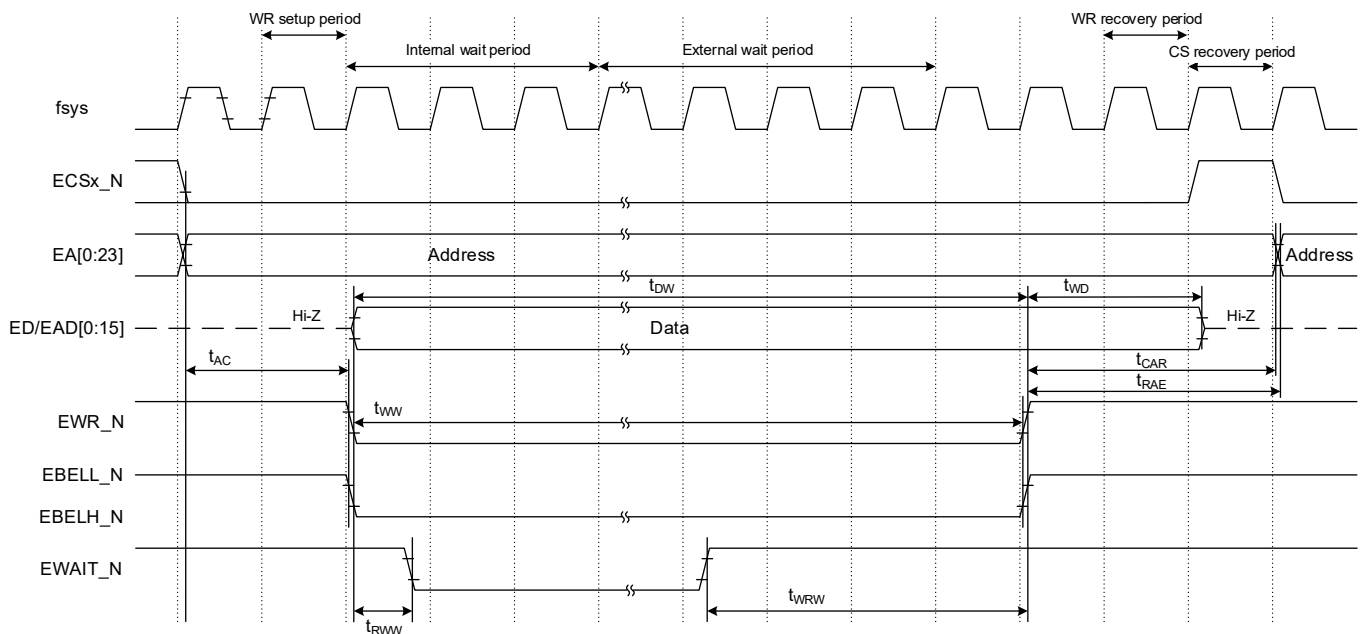 WR setup period
WR recovery period
Internal wait period
External wait period
CS recovery period
fsys
ECSx_N
EA[0:23]
Address
Address
tDW
tWD
ED/EAD[0:15]
Hi-Z
Data
Hi-Z
tAC
tCAR
tRAE
EWR_N
tWW
EBELL_N
EBELH_N
EWAIT_N
tWRW
tRWW